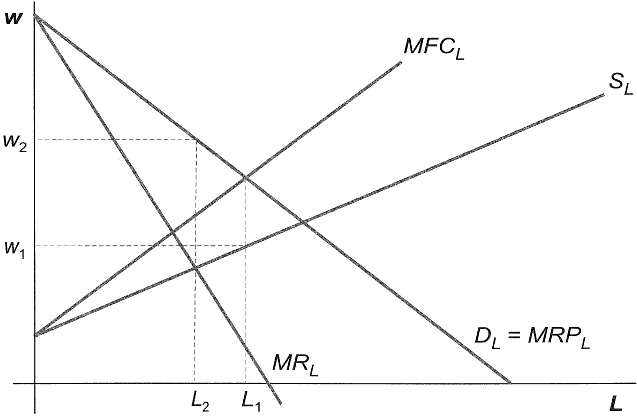 w
MFC_L
S_L
w_2
w_1
D_L = MRP_L
MR_L
L_2
L_1
L